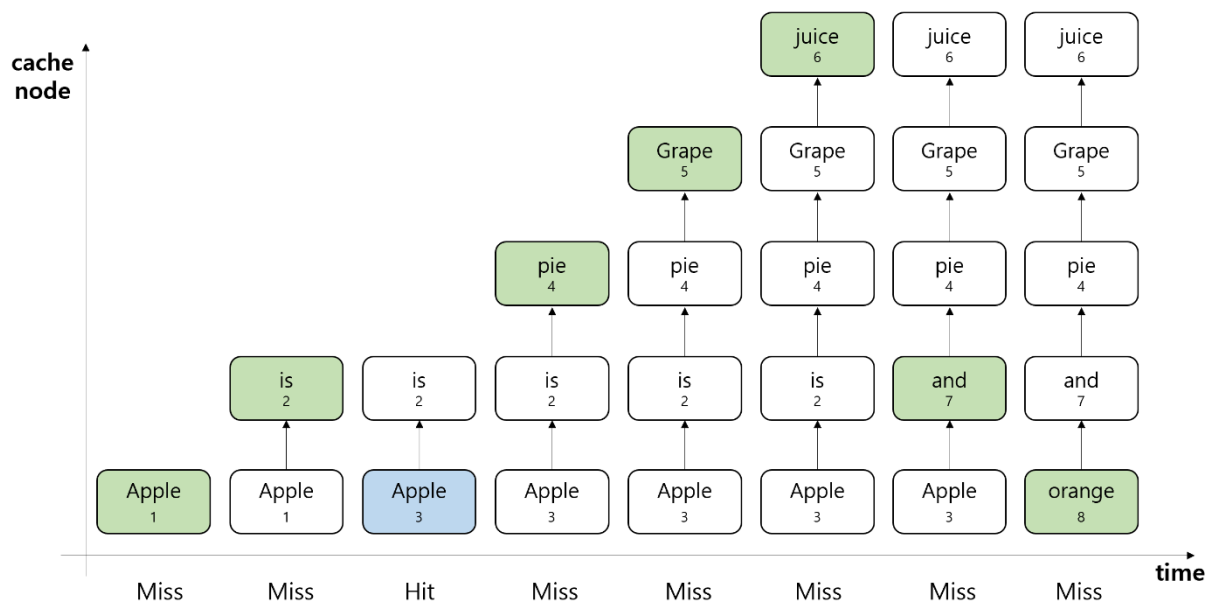 juice juice juice
6 6 6
cache
node
Grape Grape Grape Grape
5 5 5 5
pie pie pie pie pie
4 4 4 4 4
is is is is is and and
2 2 2 2 2 7 7
Apple Apple Apple Apple Apple Apple Apple orange
1 1 3 3 3 3 3 8
time
Miss Miss Hit Miss Miss Miss Miss Miss